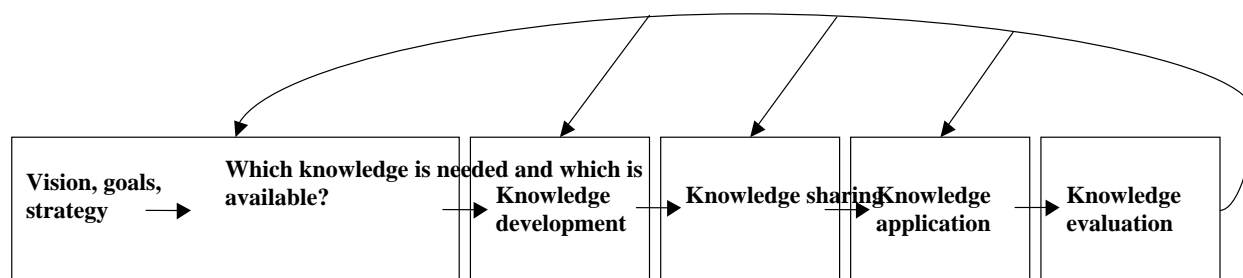 Vision, goals,
strategy
Which knowledge is needed and which is
available?
Knowledge
development
Knowledge sharing
Knowledge
application
Knowledge
evaluation